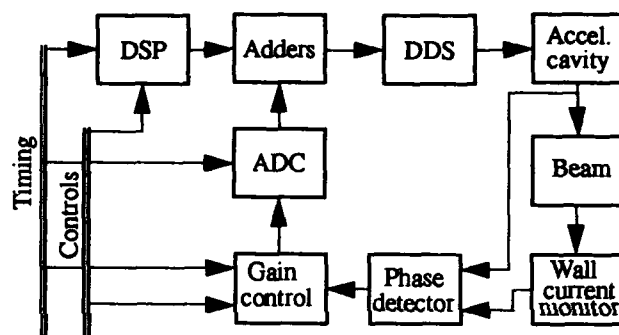 DSP
Adders
DDS
Accel.
cavity
ADC
Beam
Timing
Controls
Gain
control
Phase
detector
Wall
current
monitor